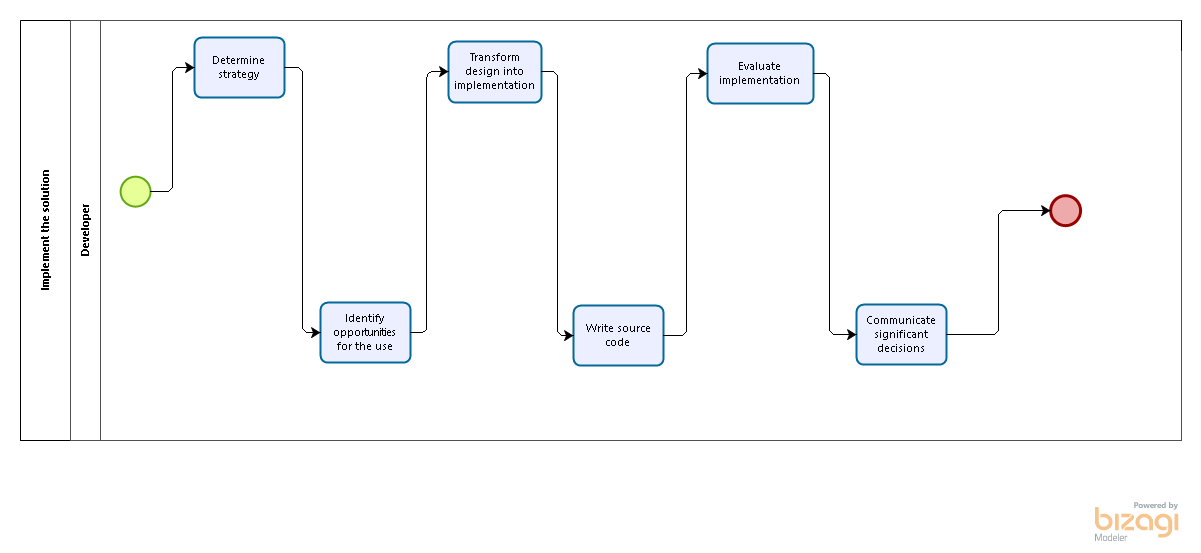 Implement the solution
Developer
Determine
strategy
Identify
opportunities
for the use
Transform
design into
implementation
Write source
code
Evaluate
implementation
Communicate
significant
decisions
Powered by
bizagi
Modeler